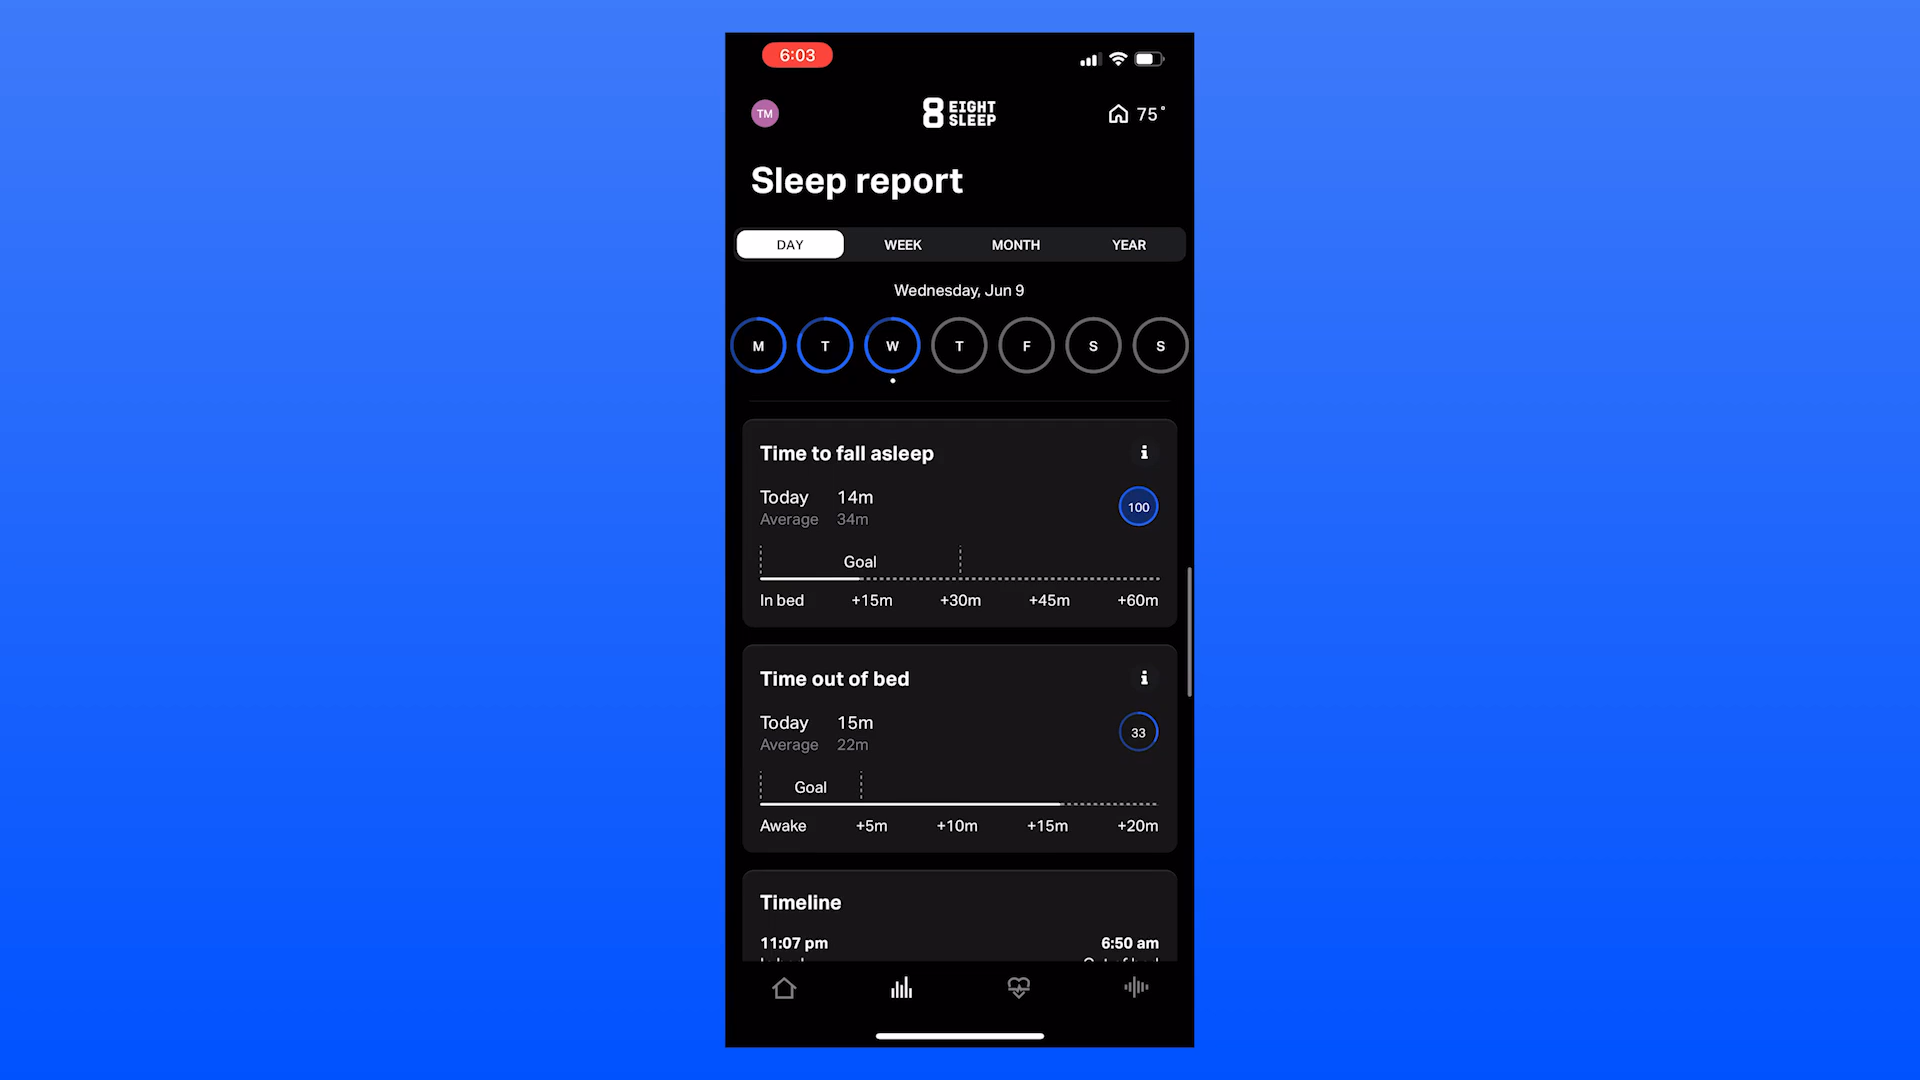 6:03
TM
8 EIGHT SLEEP
75°
Sleep report
DAY WEEK MONTH YEAR
Wednesday, Jun 9
M T W T F S S
Time to fall asleep
Today 14m
100
Average 34m
Goal
In bed +15m +30m +45m +60m
Time out of bed
Today 15m
33
Average 22m
Goal
Awake +5m +10m +15m +20m
Timeline
11:07 pm 6:50 am